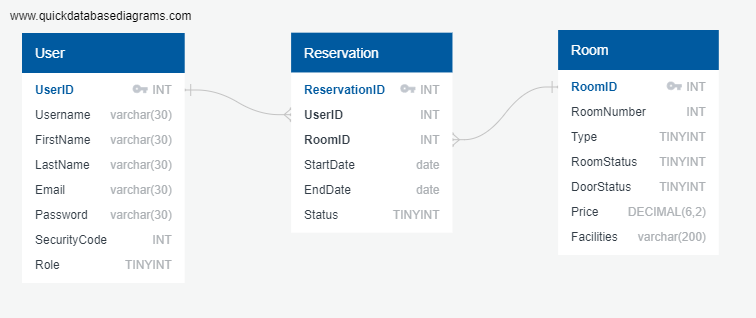 www.quickdatabasediagrams.com
User
UserID INT
Username varchar(30)
FirstName varchar(30)
LastName varchar(30)
Email varchar(30)
Password varchar(30)
SecurityCode INT
Role TINYINT
Reservation
ReservationID INT
UserID INT
RoomID INT
StartDate date
EndDate date
Status TINYINT
Room
RoomID INT
RoomNumber INT
Type TINYINT
RoomStatus TINYINT
DoorStatus TINYINT
Price DECIMAL(6,2)
Facilities varchar(200)